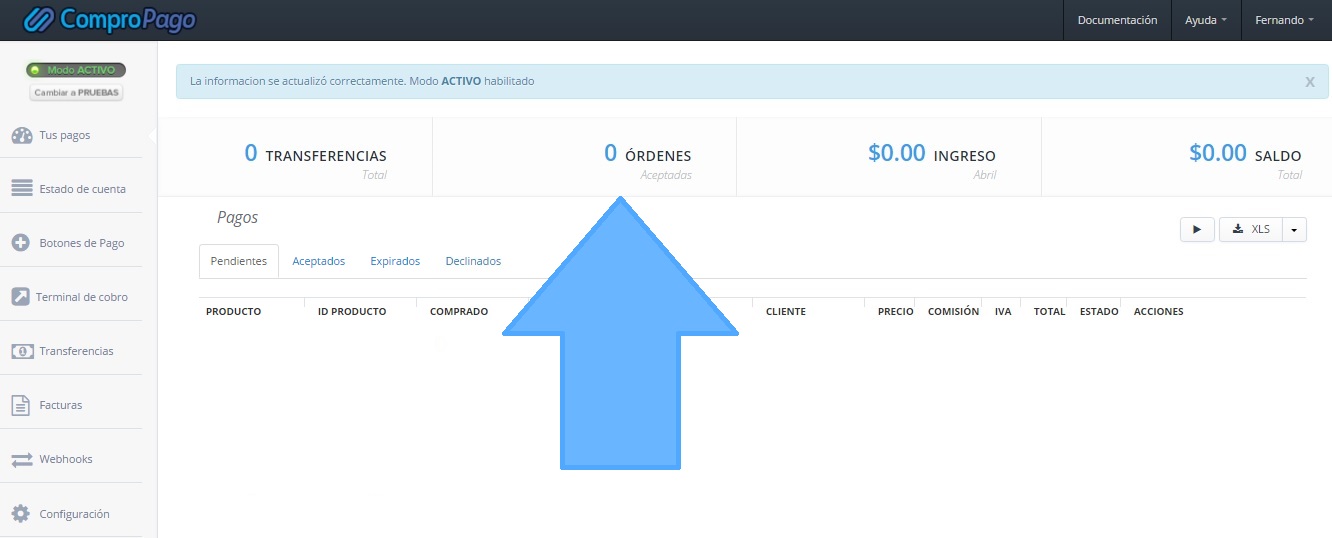 ComproPago
Documentación
Ayuda
Fernando
Modo ACTIVO
Cambiar a PRUEBAS
La informacion se actualizó correctamente. Modo ACTIVO habilitado
x
Tus pagos
Estado de cuenta
Botones de Pago
Terminal de cobro
Transferencias
Facturas
Webhooks
Configuración
0 TRANSFERENCIAS
Total
0 ÓRDENES
Aceptadas
$0.00 INGRESO
Abril
$0.00 SALDO
Total
Pagos
XLS
Pendientes Aceptados Expirados Declinados
PRODUCTO ID PRODUCTO COMPRADO CLIENTE PRECIO COMISIÓN IVA TOTAL ESTADO ACCIONES